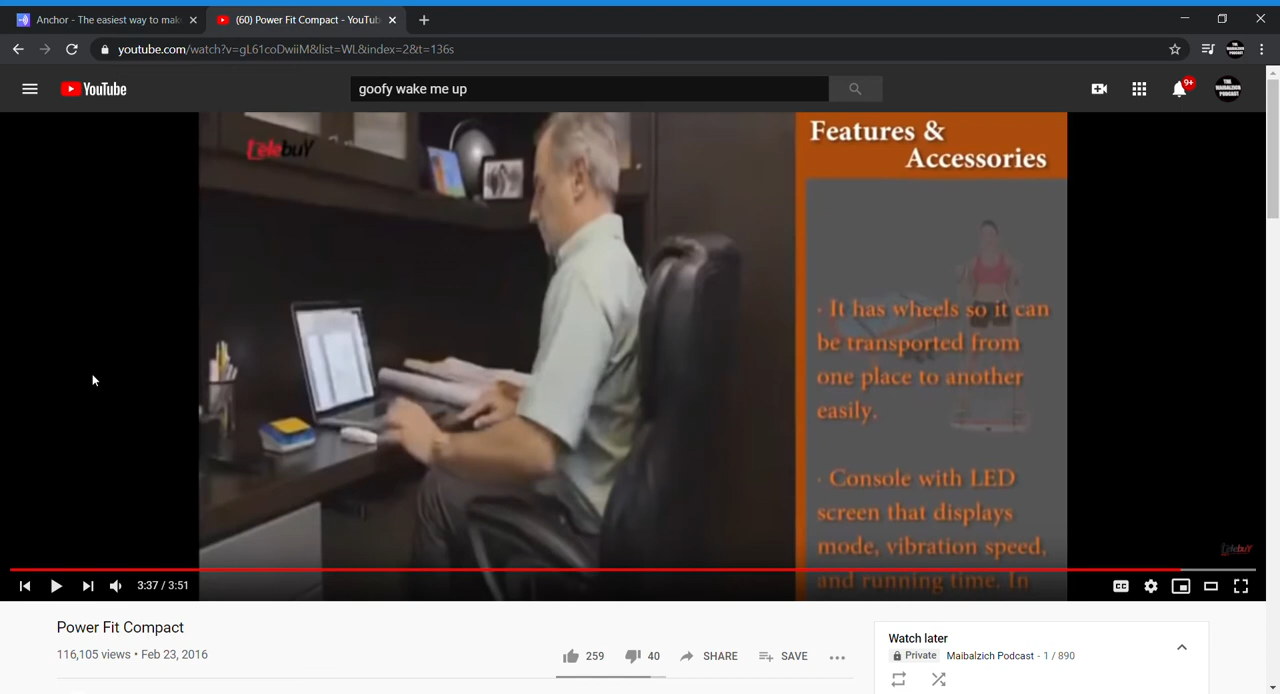 Anchor - The easiest way to mak
(60) Power Fit Compact - YouTub
youtube.com/watch?v=gL61coDwiiM&list=WL&index=2&t=136s
YouTube
goofy wake me up
9+
THE
MAIBALZICH
PODCAST
telebuY
Features &
Accessories
· It has wheels so it can
be transported from
one place to another
easily.
· Console with LED
screen that displays
mode, vibration speed,
and running time. In
telebuY
3:37 / 3:51
CC
Power Fit Compact
116,105 views • Feb 23, 2016
259
40
SHARE
SAVE
Watch later
Private
Maibalzich Podcast - 1 / 890